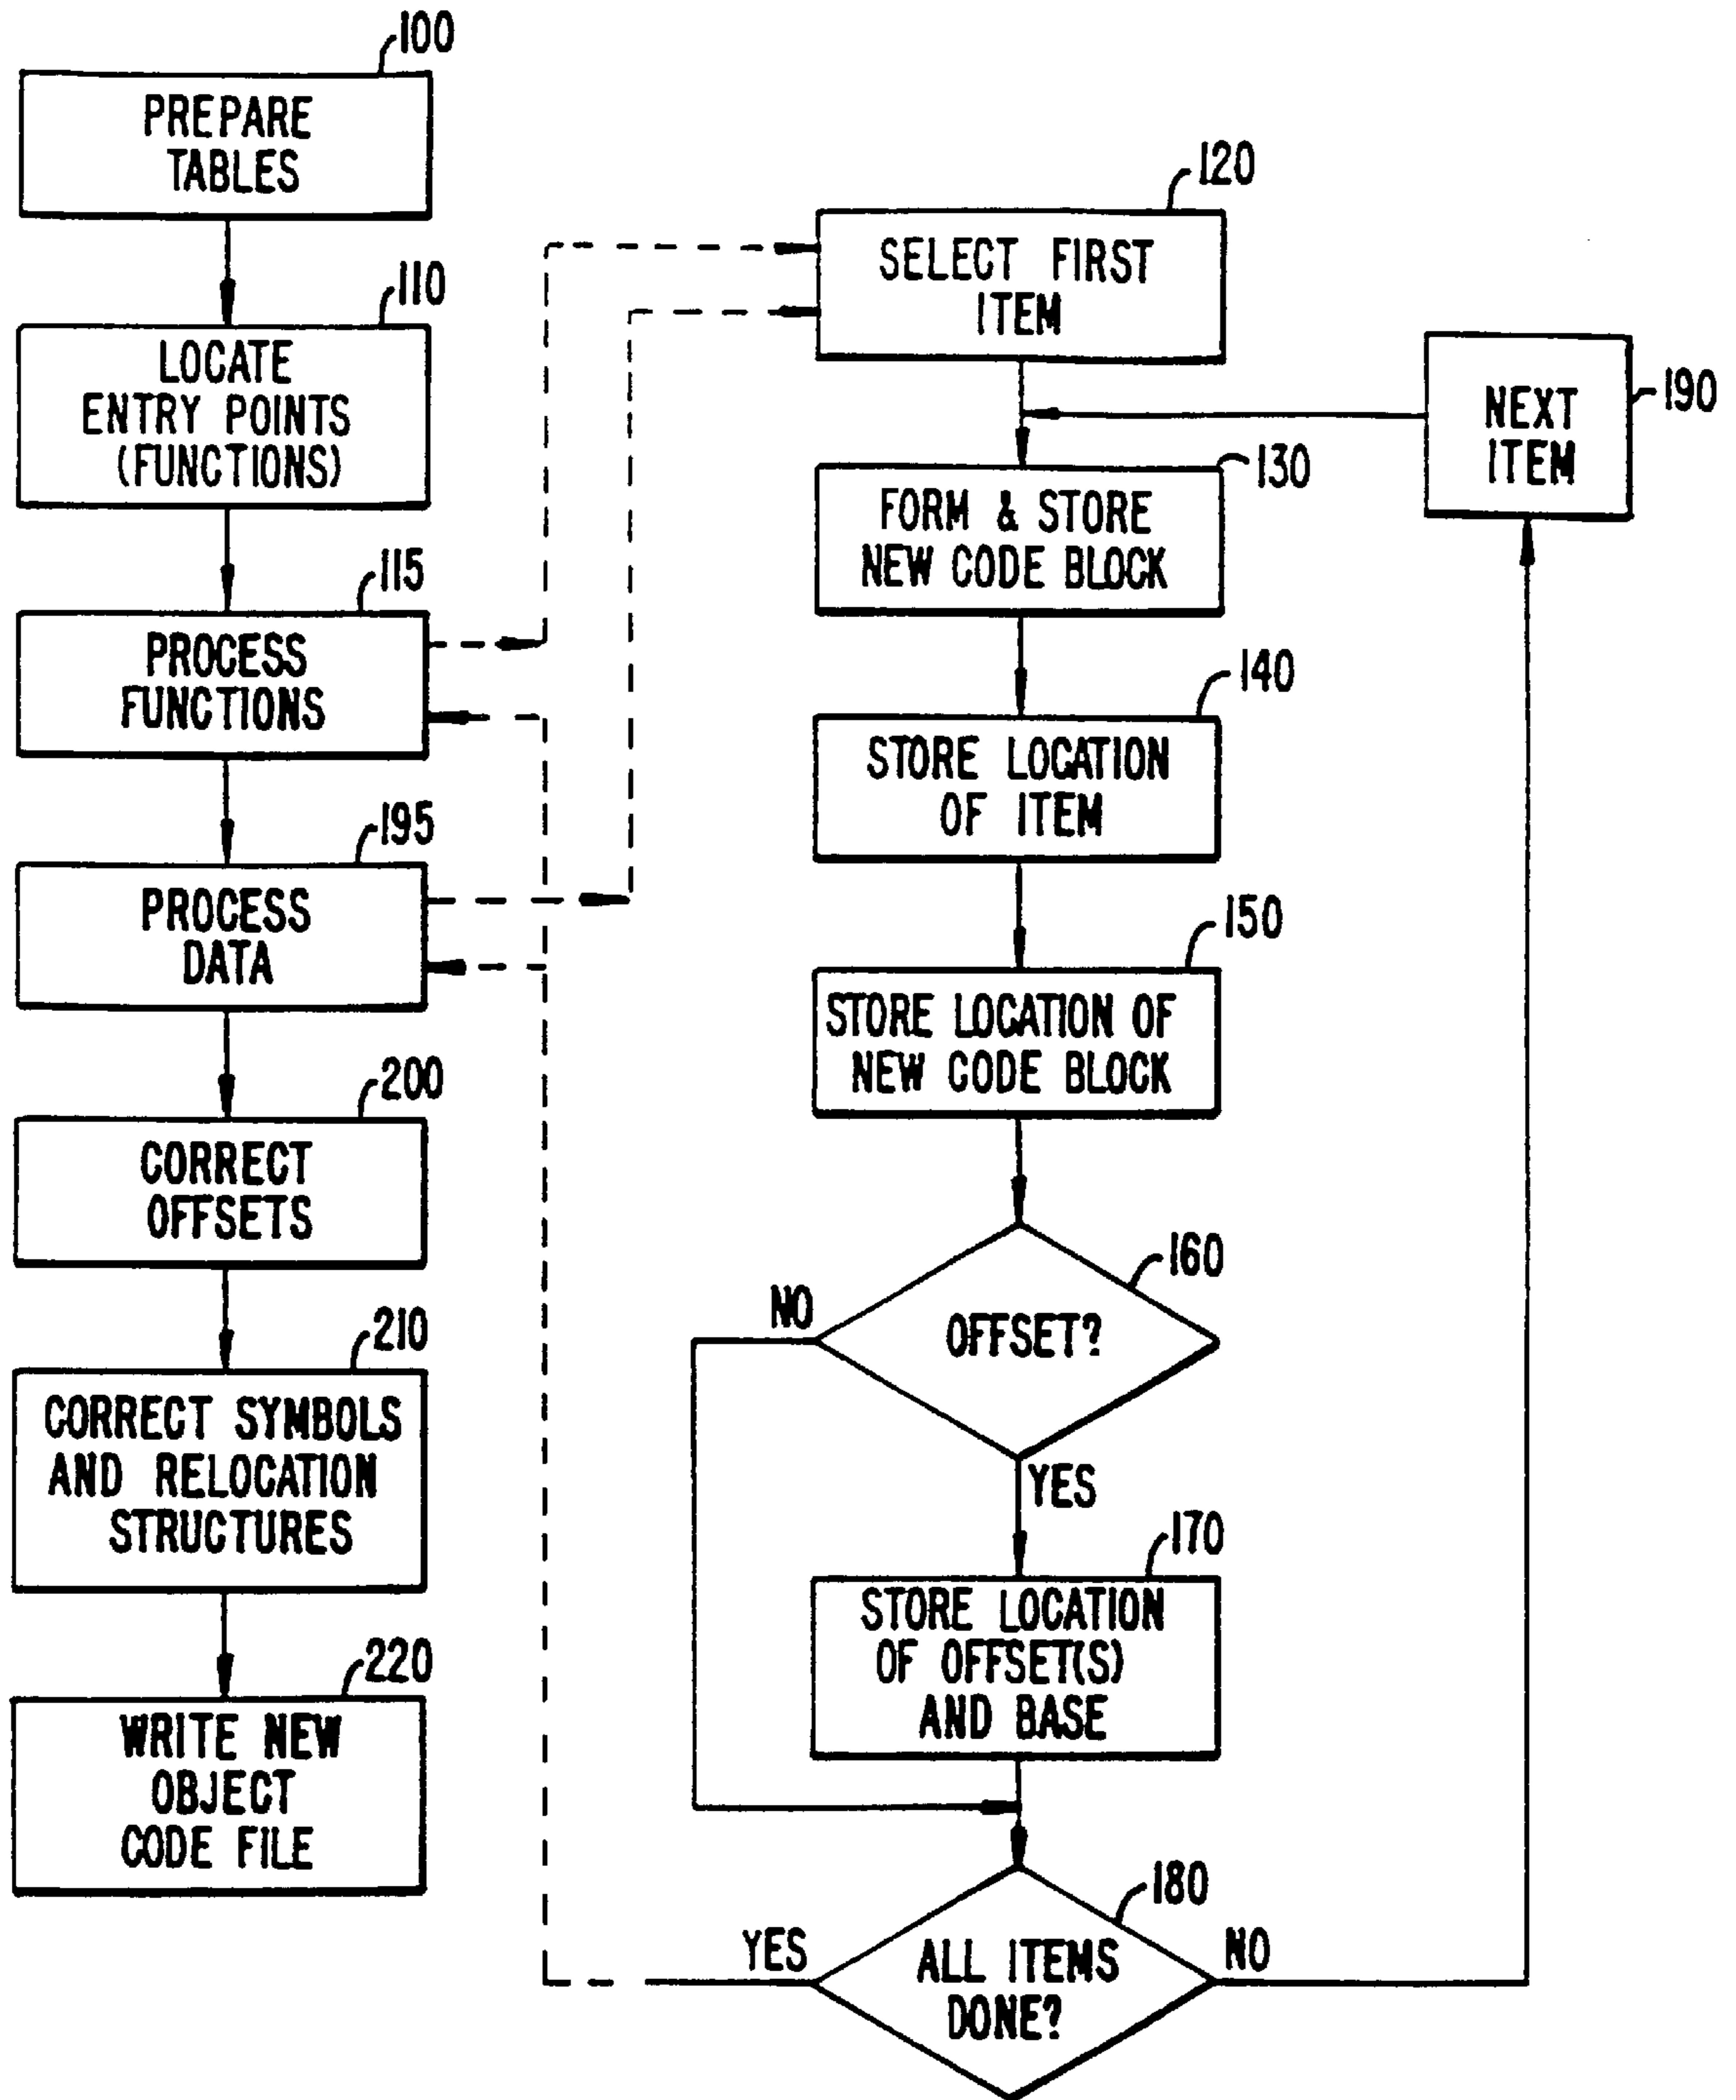 100
PREPARE
TABLES
110
LOCATE
ENTRY POINTS
(FUNCTIONS)
115
PROCESS
FUNCTIONS
195
PROCESS
DATA
200
CORRECT
OFFSETS
210
CORRECT SYMBOLS
AND RELOCATION
STRUCTURES
220
WRITE NEW
OBJECT
CODE FILE
120
SELECT FIRST
ITEM
190
NEXT
ITEM
130
FORM & STORE
NEW CODE BLOCK
140
STORE LOCATION
OF ITEM
150
STORE LOCATION OF
NEW CODE BLOCK
160
NO
OFFSET?
YES
170
STORE LOCATION
OF OFFSET(S)
AND BASE
180
YES
ALL ITEMS
DONE?
NO